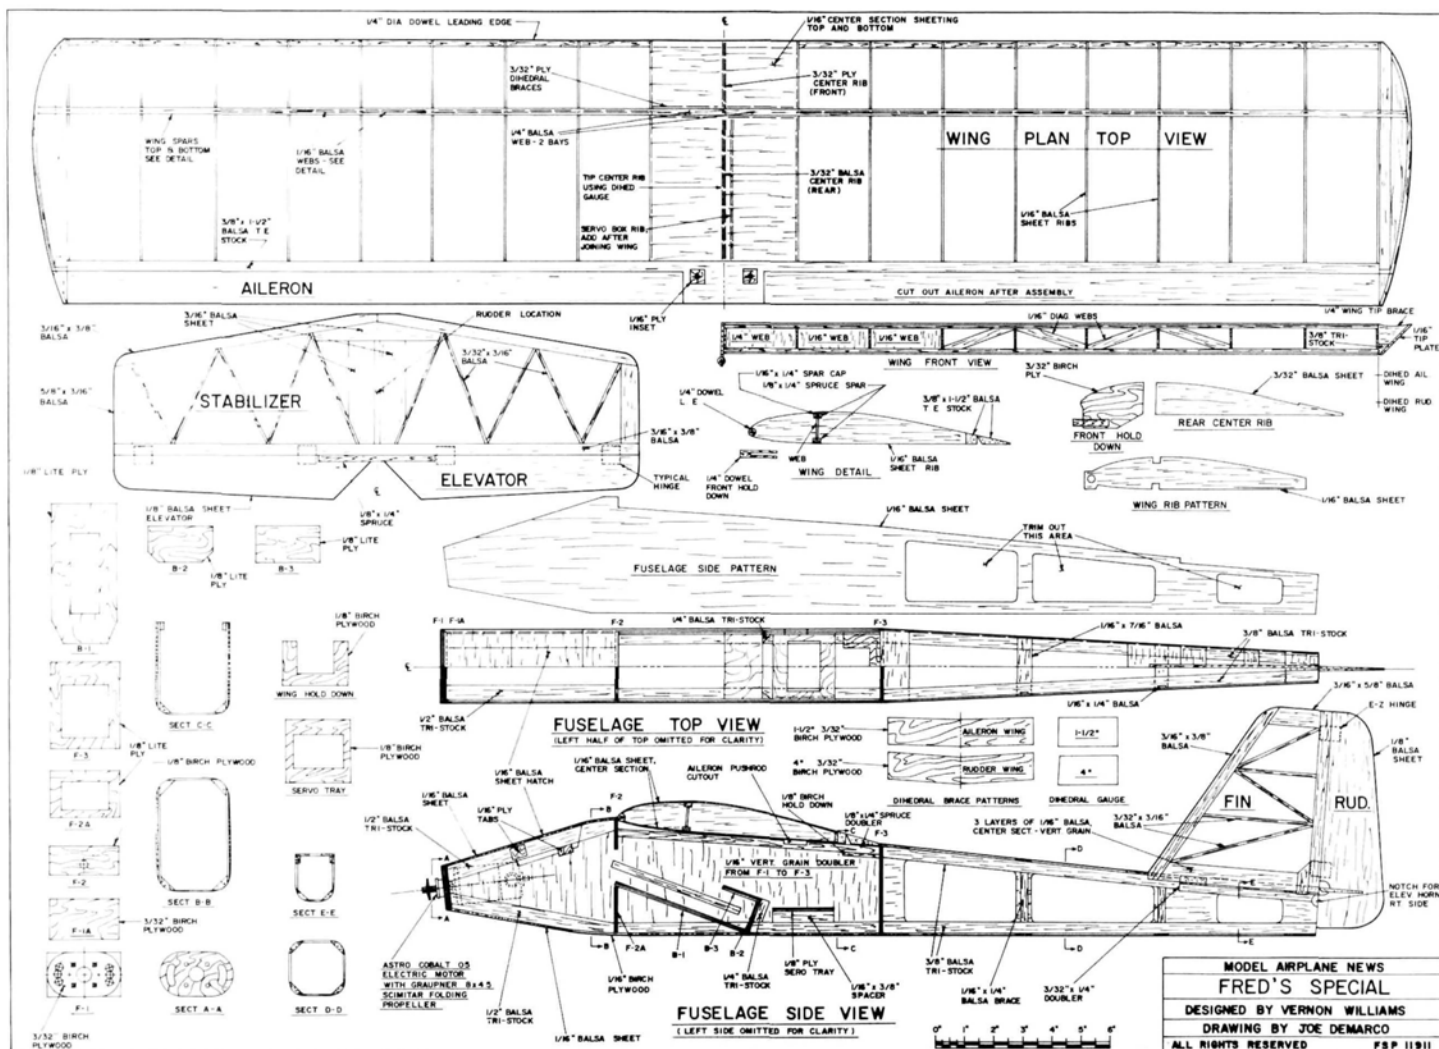 1/4" DIA DOWEL LEADING EDGE
℄
1/16" CENTER SECTION SHEETING
TOP AND BOTTOM
3/32" PLY
DIHEDRAL
BRACES
3/32" PLY
CENTER RIB
(FRONT)
WING SPARS
TOP & BOTTOM
SEE DETAIL
1/16" BALSA
WEBS - SEE
DETAIL
1/4" BALSA
WEB - 2 BAYS
WING PLAN TOP VIEW
TIP CENTER RIB
USING DIHED
GAUGE
3/32" BALSA
CENTER RIB
(REAR)
3/8" x 1-1/2"
BALSA T E
STOCK
SERVO BOX RIB,
ADD AFTER
JOINING WING
1/16" BALSA
SHEET RIBS
AILERON
CUT OUT AILERON AFTER ASSEMBLY
1/16" PLY
INSET
3/16" x 3/8"
BALSA
3/16" BALSA
SHEET
RUDDER LOCATION
3/32" x 3/16"
BALSA
5/8" x 3/16"
BALSA
STABILIZER
3/16" x 3/8"
BALSA
ELEVATOR
TYPICAL
HINGE
1/8" LITE PLY
1/8" BALSA SHEET
ELEVATOR
℄
1/8" x 1/4"
SPRUCE
1/16" DIAG WEBS
1/4" WING TIP BRACE
1/4" WEB
1/16" WEB
1/16" WEB
3/8" TRI-
STOCK
1/16"
TIP
PLATE
WING FRONT VIEW
1/16" x 1/4" SPAR CAP
1/8" x 1/4" SPRUCE SPAR
1/4" DOWEL
L E
3/8" x 1-1/2" BALSA
T E STOCK
WEB
1/16" BALSA
SHEET RIB
WING DETAIL
1/4" DOWEL
FRONT HOLD
DOWN
3/32" BIRCH
PLY
FRONT HOLD
DOWN
3/32" BALSA SHEET
REAR CENTER RIB
DIHED AIL
WING
DIHED RUD
WING
WING RIB PATTERN
1/16" BALSA SHEET
B-1
B-2
1/8" LITE PLY
B-3
1/8" LITE
PLY
1/16" BALSA SHEET
FUSELAGE SIDE PATTERN
TRIM OUT
THIS AREA
SECT C-C
1/8" BIRCH
PLYWOOD
WING HOLD DOWN
F-3
1/8" LITE
PLY
1/8" BIRCH PLYWOOD
F-2A
1/8" BIRCH
PLYWOOD
SERVO TRAY
F-2
SECT B-B
F-1A
3/32" BIRCH
PLYWOOD
SECT E-E
F-1
3/32" BIRCH
PLYWOOD
SECT A-A
SECT D-D
F-1 F-1A
F-2
1/4" BALSA TRI-STOCK
F-3
1/16" x 7/16" BALSA
3/8" BALSA TRI-STOCK
℄
1/2" BALSA
TRI-STOCK
1/16" x 1/4" BALSA
FUSELAGE TOP VIEW
(LEFT HALF OF TOP OMITTED FOR CLARITY)
1-1/2° 3/32"
BIRCH PLYWOOD
AILERON WING
4° 3/32"
BIRCH PLYWOOD
RUDDER WING
DIHEDRAL BRACE PATTERNS
1-1/2°
4°
DIHEDRAL GAUGE
1/16" BALSA
SHEET HATCH
1/16" BALSA SHEET,
CENTER SECTION
AILERON PUSHROD
CUTOUT
1/8" BIRCH
HOLD DOWN
1/8" x 1/4" SPRUCE
DOUBLER
F-3
F-2
B
C
1/16" BALSA
SHEET
1/16" PLY
TABS
1/2" BALSA
TRI-STOCK
A
A
1/16" VERT. GRAIN DOUBLER
FROM F-1 TO F-3
3 LAYERS OF 1/16" BALSA,
CENTER SECT.- VERT GRAIN
D
3/16" x 5/8" BALSA
E-Z HINGE
3/16" x 3/8"
BALSA
1/8"
BALSA
SHEET
FIN
RUD.
3/32" x 3/16"
BALSA
E
NOTCH FOR
ELEV HORN
RT SIDE
ASTRO COBALT 05
ELECTRIC MOTOR
WITH GRAUPNER 8x4.5
SCIMITAR FOLDING
PROPELLER
1/2" BALSA
TRI-STOCK
1/16" BALSA SHEET
B
F-2A
1/16" BIRCH
PLYWOOD
B-1
B-3
B-2
1/4" BALSA
TRI-STOCK
1/8" PLY
SERO TRAY
C
1/16" x 3/8"
SPACER
3/8" BALSA
TRI-STOCK
1/16" x 1/4"
BALSA BRACE
D
3/32" x 1/4"
DOUBLER
E
FUSELAGE SIDE VIEW
(LEFT SIDE OMITTED FOR CLARITY)
0" 1" 2" 3" 4" 5" 6"
MODEL AIRPLANE NEWS
FRED'S SPECIAL
DESIGNED BY VERNON WILLIAMS
DRAWING BY JOE DEMARCO
ALL RIGHTS RESERVED FSP 11911